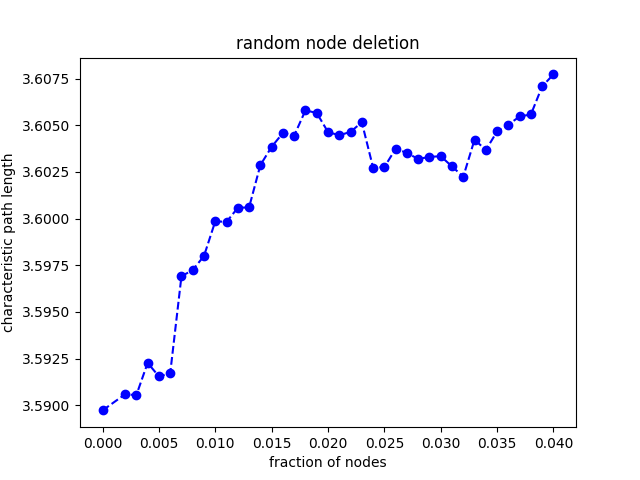 random node deletion
characteristic path length
3.6075
3.6050
3.6025
3.6000
3.5975
3.5950
3.5925
3.5900
0.000 0.005 0.010 0.015 0.020 0.025 0.030 0.035 0.040
fraction of nodes